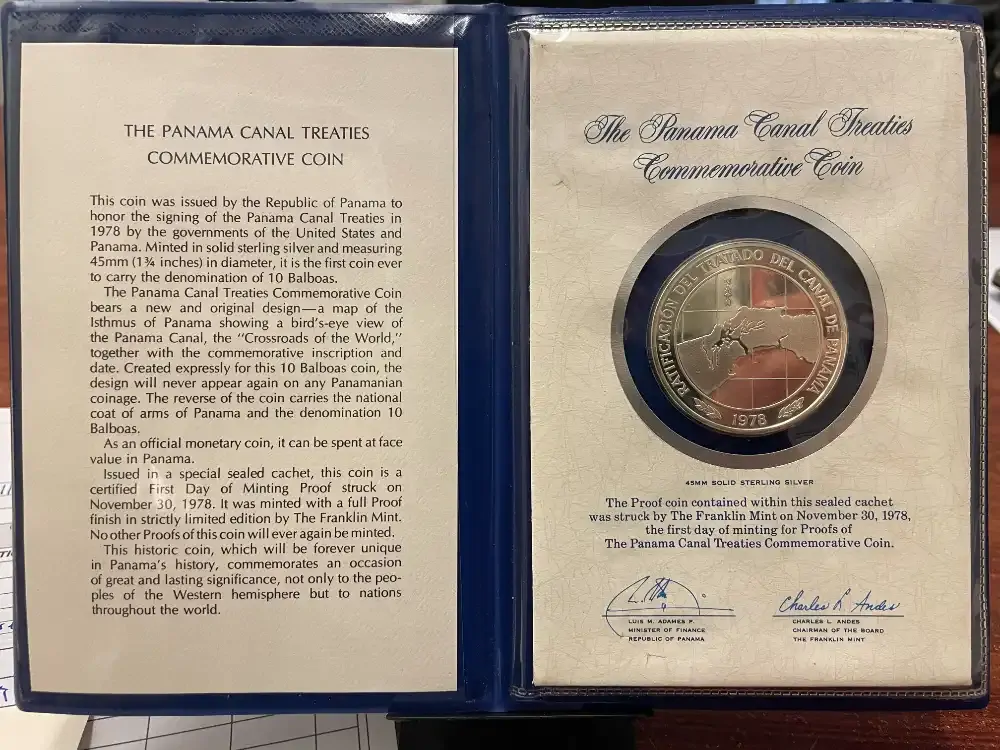 THE PANAMA CANAL TREATIES
COMMEMORATIVE COIN
This coin was issued by the Republic of Panama to
honor the signing of the Panama Canal Treaties in
1978 by the governments of the United States and
Panama. Minted in solid sterling silver and measuring
45mm (1¾ inches) in diameter, it is the first coin ever
to carry the denomination of 10 Balboas.
The Panama Canal Treaties Commemorative Coin
bears a new and original design—a map of the
Isthmus of Panama showing a bird's-eye view of
the Panama Canal, the "Crossroads of the World,"
together with the commemorative inscription and
date. Created expressly for this 10 Balboas coin, the
design will never appear again on any Panamanian
coinage. The reverse of the coin carries the national
coat of arms of Panama and the denomination 10
Balboas.
As an official monetary coin, it can be spent at face
value in Panama.
Issued in a special sealed cachet, this coin is a
certified First Day of Minting Proof struck on
November 30, 1978. It was minted with a full Proof
finish in strictly limited edition by The Franklin Mint.
No other Proofs of this coin will ever again be minted.
This historic coin, which will be forever unique
in Panama's history, commemorates an occasion
of great and lasting significance, not only to the peo-
ples of the Western hemisphere but to nations
throughout the world.
The Panama Canal Treaties
Commemorative Coin
RATIFICACIÓN DEL TRATADO DEL CANAL DE PANAMA
1978
45MM SOLID STERLING SILVER
The Proof coin contained within this sealed cachet
was struck by The Franklin Mint on November 30, 1978,
the first day of minting for Proofs of
The Panama Canal Treaties Commemorative Coin.
Charles L Andes
LUIS M. ADAMES P.
MINISTER OF FINANCE
REPUBLIC OF PANAMA
CHARLES L. ANDES
CHAIRMAN OF THE BOARD
THE FRANKLIN MINT